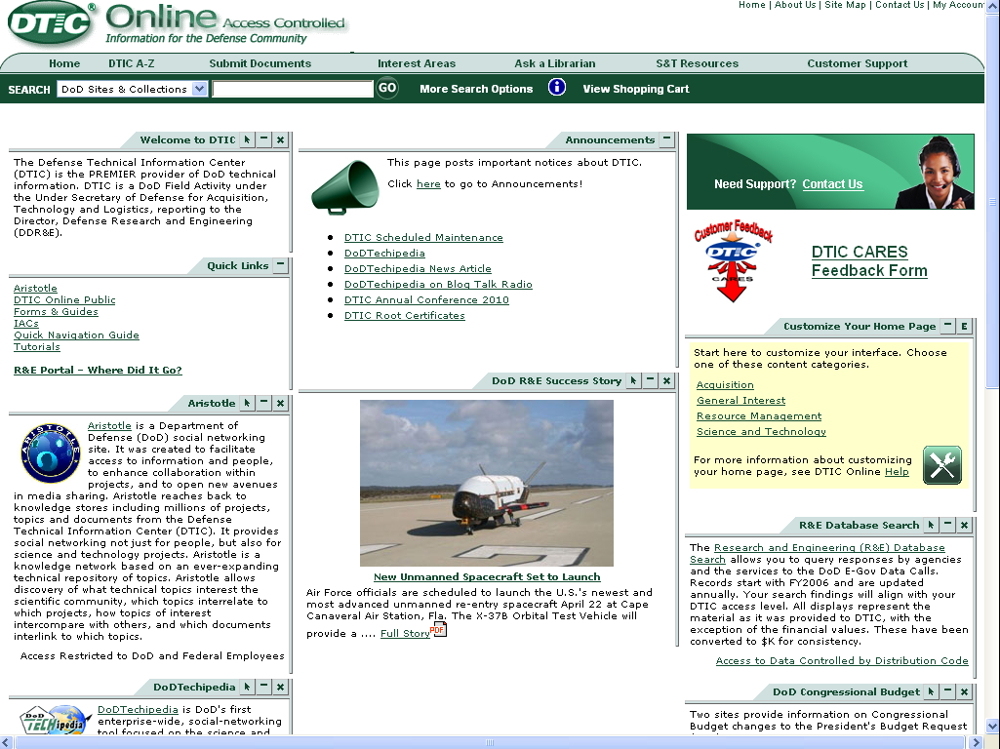 Home | About Us | Site Map | Contact Us | My Accoun
DTIC® Online Access Controlled
Information for the Defense Community
Home DTIC A-Z Submit Documents Interest Areas Ask a Librarian S&T Resources Customer Support
SEARCH DoD Sites & Collections GO More Search Options i View Shopping Cart
Welcome to DTIC
The Defense Technical Information Center
(DTIC) is the PREMIER provider of DoD technical
information. DTIC is a DoD Field Activity under
the Under Secretary of Defense for Acquisition,
Technology and Logistics, reporting to the
Director, Defense Research and Engineering
(DDR&E).
Quick Links
Aristotle
DTIC Online Public
Forms & Guides
IACs
Quick Navigation Guide
Tutorials
R&E Portal – Where Did It Go?
Aristotle
ARISTOTLE
Aristotle is a Department of
Defense (DoD) social networking
site. It was created to facilitate
access to information and people,
to enhance collaboration within
projects, and to open new avenues
in media sharing. Aristotle reaches back to
knowledge stores including millions of projects,
topics and documents from the Defense
Technical Information Center (DTIC). It provides
social networking not just for people, but also for
science and technology projects. Aristotle is a
knowledge network based on an ever-expanding
technical repository of topics. Aristotle allows
discovery of what technical topics interest the
scientific community, which topics interrelate to
which projects, how topics of interest
intercompare with others, and which documents
interlink to which topics.
Access Restricted to DoD and Federal Employees
DoDTechipedia
DoD TECHipedia
DoDTechipedia is DoD's first
enterprise-wide, social-networking
tool focused on the science and
Announcements
This page posts important notices about DTIC.
Click here to go to Announcements!
DTIC Scheduled Maintenance
DoDTechipedia
DoDTechipedia News Article
DoDTechipedia on Blog Talk Radio
DTIC Annual Conference 2010
DTIC Root Certificates
DoD R&E Success Story
New Unmanned Spacecraft Set to Launch
Air Force officials are scheduled to launch the U.S.'s newest and
most advanced unmanned re-entry spacecraft April 22 at Cape
Canaveral Air Station, Fla. The X-37B Orbital Test Vehicle will
provide a .... Full Story PDF
Need Support? Contact Us
Customer Feedback
DTIC
CARES
DTIC CARES
Feedback Form
Customize Your Home Page E
Start here to customize your interface. Choose
one of these content categories.
Acquisition
General Interest
Resource Management
Science and Technology
For more information about customizing
your home page, see DTIC Online Help
R&E Database Search
The Research and Engineering (R&E) Database
Search allows you to query responses by agencies
and the services to the DoD E-Gov Data Calls.
Records start with FY2006 and are updated
annually. Your search findings will align with your
DTIC access level. All displays represent the
material as it was provided to DTIC, with the
exception of the financial values. These have been
converted to $K for consistency.
Access to Data Controlled by Distribution Code
DoD Congressional Budget
Two sites provide information on Congressional
Budget changes to the President's Budget Request